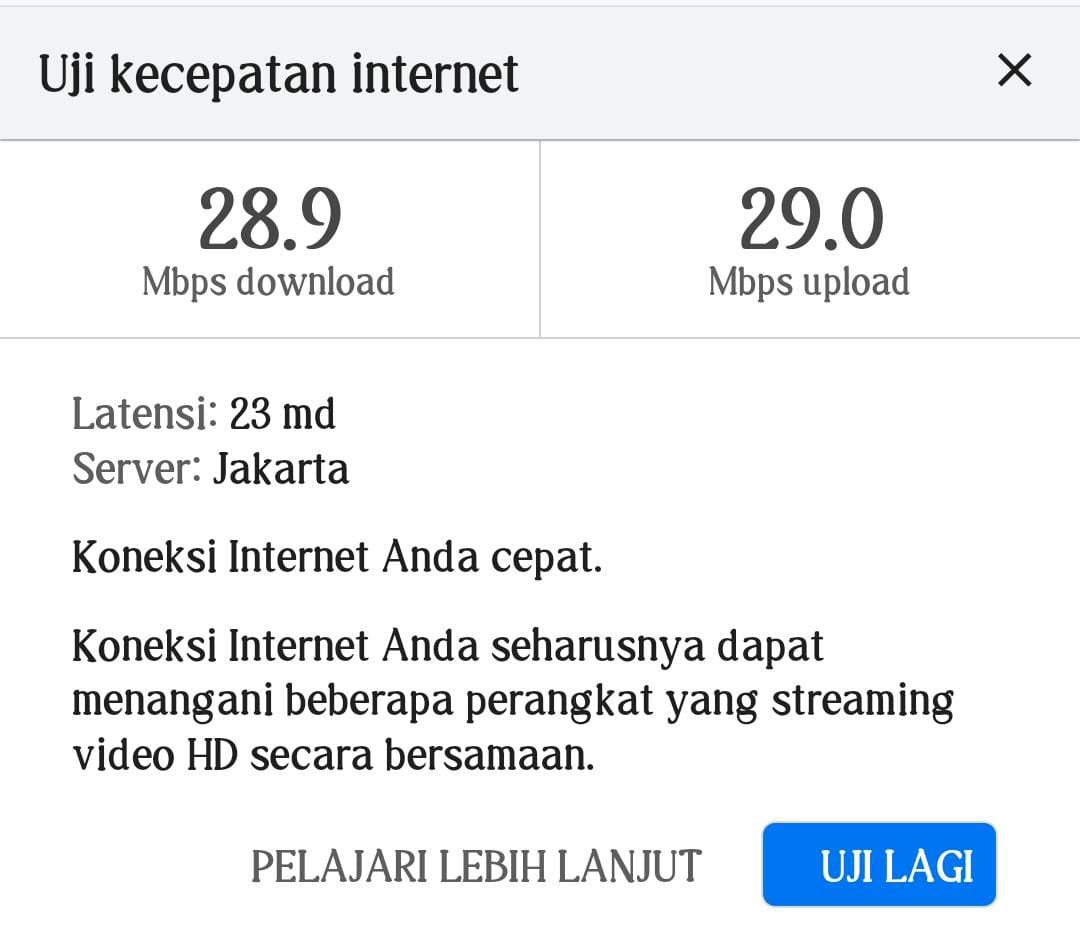 Uji kecepatan internet
28.9
Mbps download
29.0
Mbps upload
Latensi: 23 md
Server: Jakarta
Koneksi Internet Anda cepat.
Koneksi Internet Anda seharusnya dapat
menangani beberapa perangkat yang streaming
video HD secara bersamaan.
PELAJARI LEBIH LANJUT
UJI LAGI